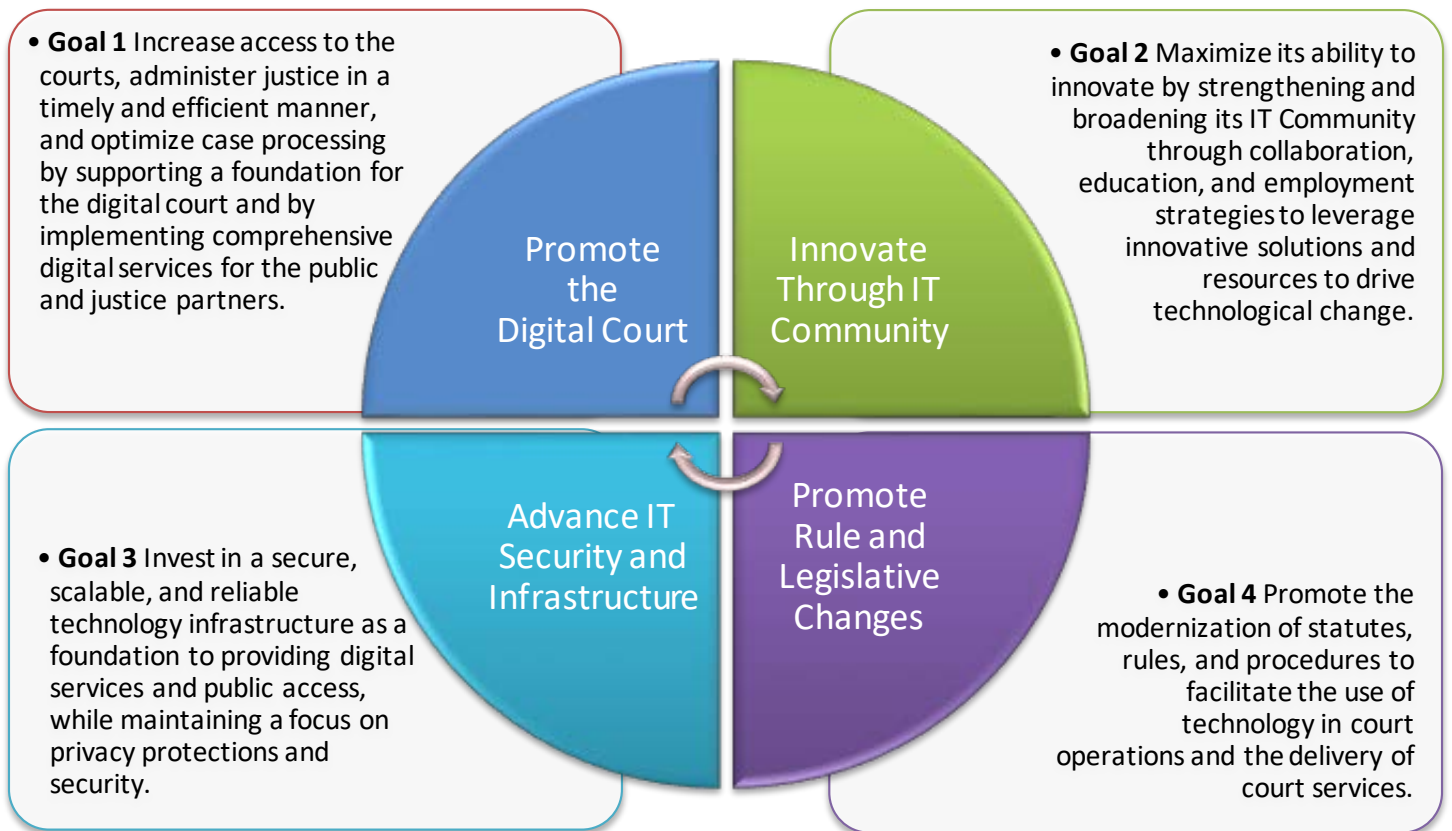 • Goal 1 Increase access to the
courts, administer justice in a
timely and efficient manner,
and optimize case processing
by supporting a foundation for
the digital court and by
implementing comprehensive
digital services for the public
and justice partners.
• Goal 2 Maximize its ability to
innovate by strengthening and
broadening its IT Community
through collaboration,
education, and employment
strategies to leverage
innovative solutions and
resources to drive
technological change.
Promote
the
Digital Court
Innovate
Through IT
Community
Advance IT
Security and
Infrastructure
Promote
Rule and
Legislative
Changes
• Goal 3 Invest in a secure,
scalable, and reliable
technology infrastructure as a
foundation to providing digital
services and public access,
while maintaining a focus on
privacy protections and
security.
• Goal 4 Promote the
modernization of statutes,
rules, and procedures to
facilitate the use of
technology in court
operations and the delivery of
court services.